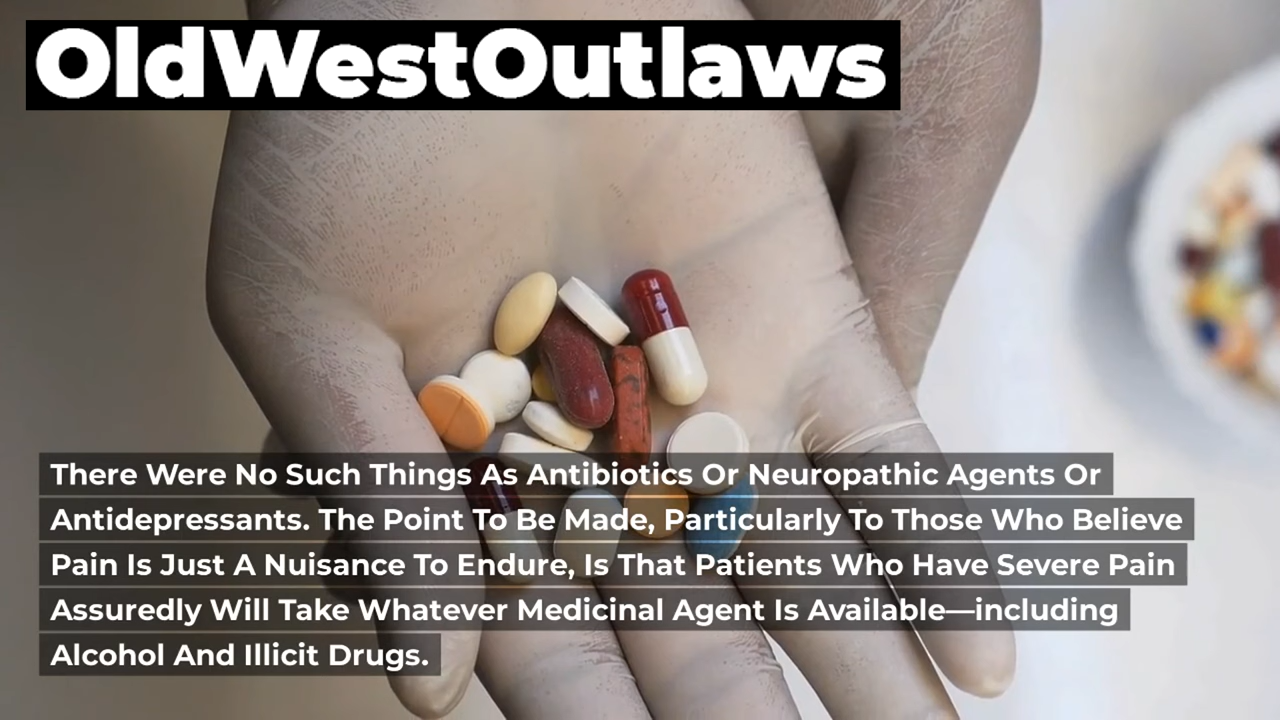 OldWestOutlaws
There Were No Such Things As Antibiotics Or Neuropathic Agents Or
Antidepressants. The Point To Be Made, Particularly To Those Who Believe
Pain Is Just A Nuisance To Endure, Is That Patients Who Have Severe Pain
Assuredly Will Take Whatever Medicinal Agent Is Available—including
Alcohol And Illicit Drugs.